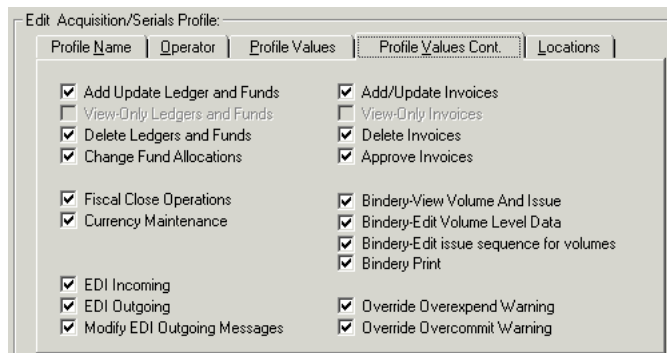 Edit Acquisition/Serials Profile:
Profile Name Operator Profile Values Profile Values Cont. Locations
Add Update Ledger and Funds
View-Only Ledgers and Funds
Delete Ledgers and Funds
Change Fund Allocations
Fiscal Close Operations
Currency Maintenance
EDI Incoming
EDI Outgoing
Modify EDI Outgoing Messages
Add/Update Invoices
View-Only Invoices
Delete Invoices
Approve Invoices
Bindery-View Volume And Issue
Bindery-Edit Volume Level Data
Bindery-Edit issue sequence for volumes
Bindery Print
Override Overexpend Warning
Override Overcommit Warning